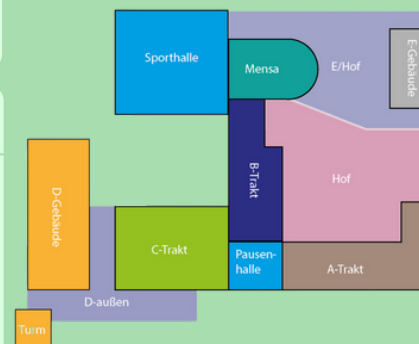 Sporthalle
Mensa
E/Hof
E-Gebäude
D-Gebäude
B-Trakt
Hof
C-Trakt
Pausen-
halle
A-Trakt
D-außen
Turm